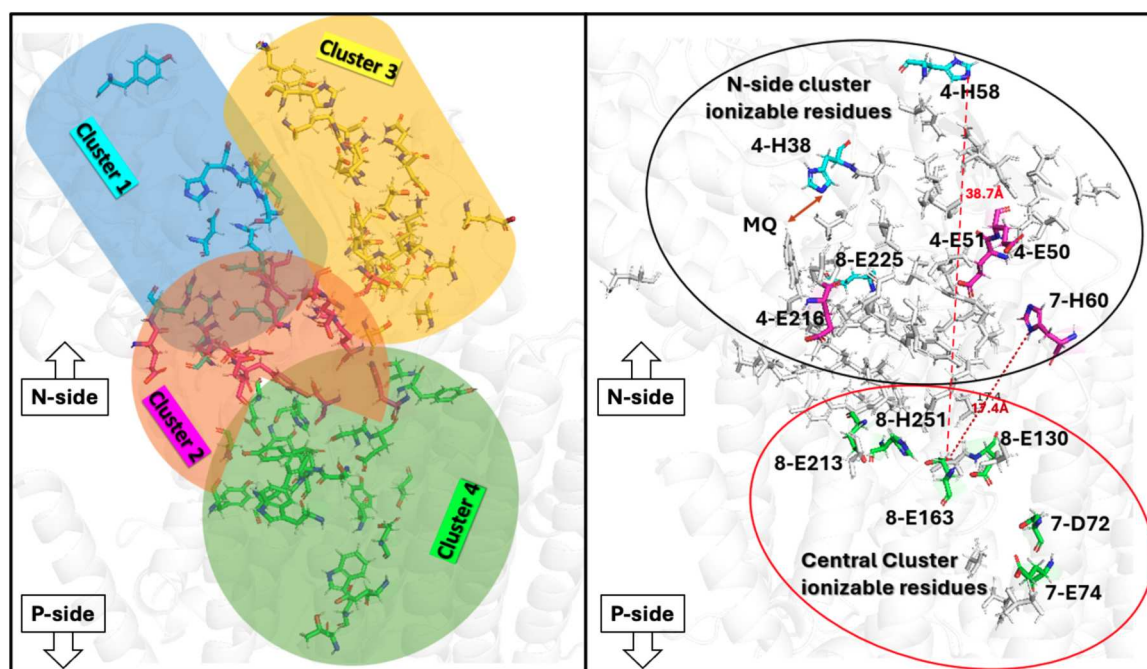 Cluster 1
Cluster 3
Cluster 2
Cluster 4
N-side
P-side
N-side cluster
ionizable residues
4-H58
4-H38
38.7Å
MQ
4-E51
4-E50
8-E225
7-H60
4-E216
N-side
17.4
17.4Å
8-H251
8-E130
8-E213
8-E163
7-D72
Central Cluster
ionizable residues
7-E74
P-side